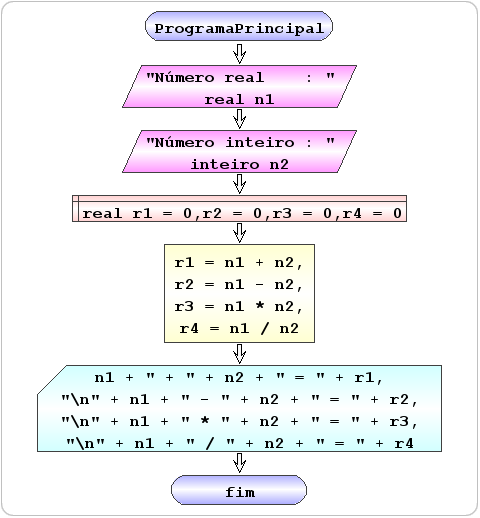 ProgramaPrincipal
"Número real    : "
real n1
"Número inteiro : "
inteiro n2
real r1 = 0,r2 = 0,r3 = 0,r4 = 0
r1 = n1 + n2,
r2 = n1 - n2,
r3 = n1 * n2,
r4 = n1 / n2
n1 + " + " + n2 + " = " + r1,
"\n" + n1 + " - " + n2 + " = " + r2,
"\n" + n1 + " * " + n2 + " = " + r3,
"\n" + n1 + " / " + n2 + " = " + r4
fim